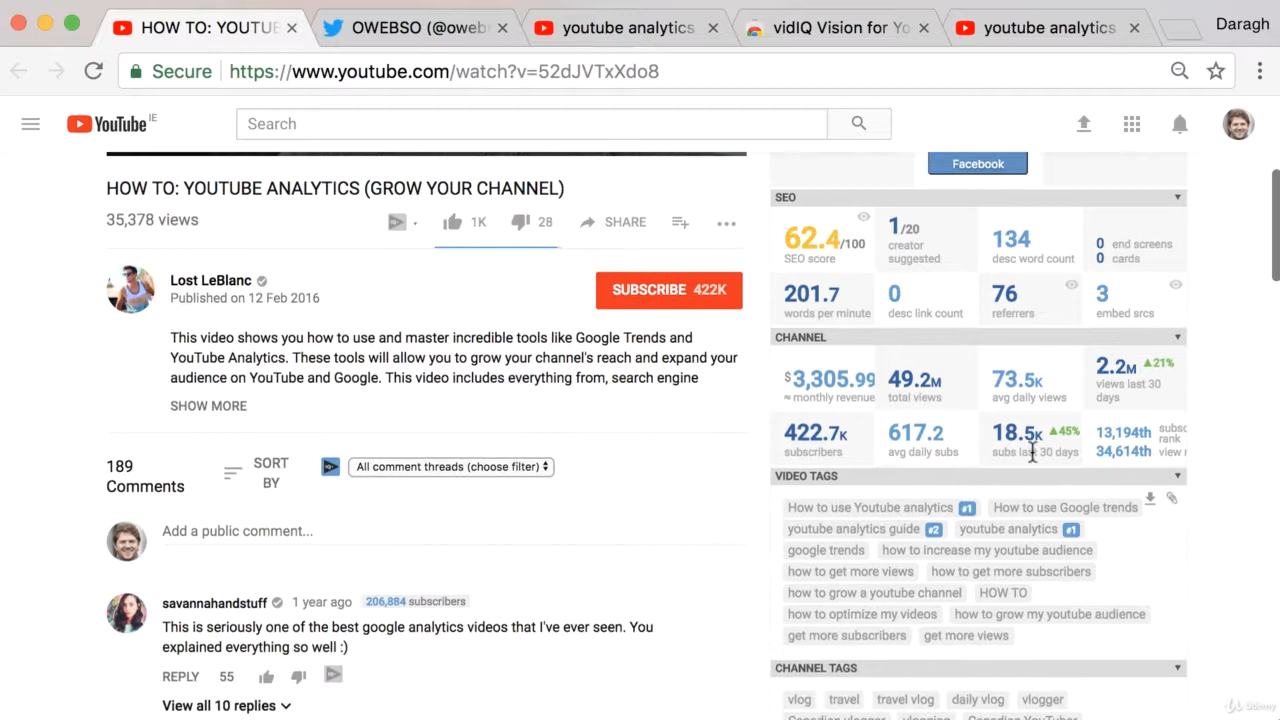 HOW TO: YOUTUB
OWEBSO (@oweb
youtube analytics
vidIQ Vision for Yo
youtube analytics
Daragh
Secure https://www.youtube.com/watch?v=52dJVTxXdo8
YouTube IE
Search
HOW TO: YOUTUBE ANALYTICS (GROW YOUR CHANNEL)
35,378 views
1K
28
SHARE
Lost LeBlanc
Published on 12 Feb 2016
SUBSCRIBE 422K
This video shows you how to use and master incredible tools like Google Trends and
YouTube Analytics. These tools will allow you to grow your channel's reach and expand your
audience on YouTube and Google. This video includes everything from, search engine
SHOW MORE
189
Comments
SORT
BY
All comment threads (choose filter)
Add a public comment...
savannahandstuff 1 year ago 206,884 subscribers
This is seriously one of the best google analytics videos that I've ever seen. You
explained everything so well :)
REPLY 55
View all 10 replies
Facebook
SEO
62.4/100
SEO score
1/20
creator
suggested
134
desc word count
0 end screens
0 cards
201.7
words per minute
0
desc link count
76
referrers
3
embed srcs
CHANNEL
$3,305.99
≈ monthly revenue
49.2M
total views
73.5K
avg daily views
2.2M ▲21%
views last 30
days
422.7K
subscribers
617.2
avg daily subs
18.5K ▲45%
subs last 30 days
13,194th subsc
rank
34,614th view r
VIDEO TAGS
How to use Youtube analytics #1 How to use Google trends
youtube analytics guide #2 youtube analytics #1
google trends how to increase my youtube audience
how to get more views how to get more subscribers
how to grow a youtube channel HOW TO
how to optimize my videos how to grow my youtube audience
get more subscribers get more views
CHANNEL TAGS
vlog travel travel vlog daily vlog vlogger
Canadian vlogger vlogging Canadian YouTuber
Udemy